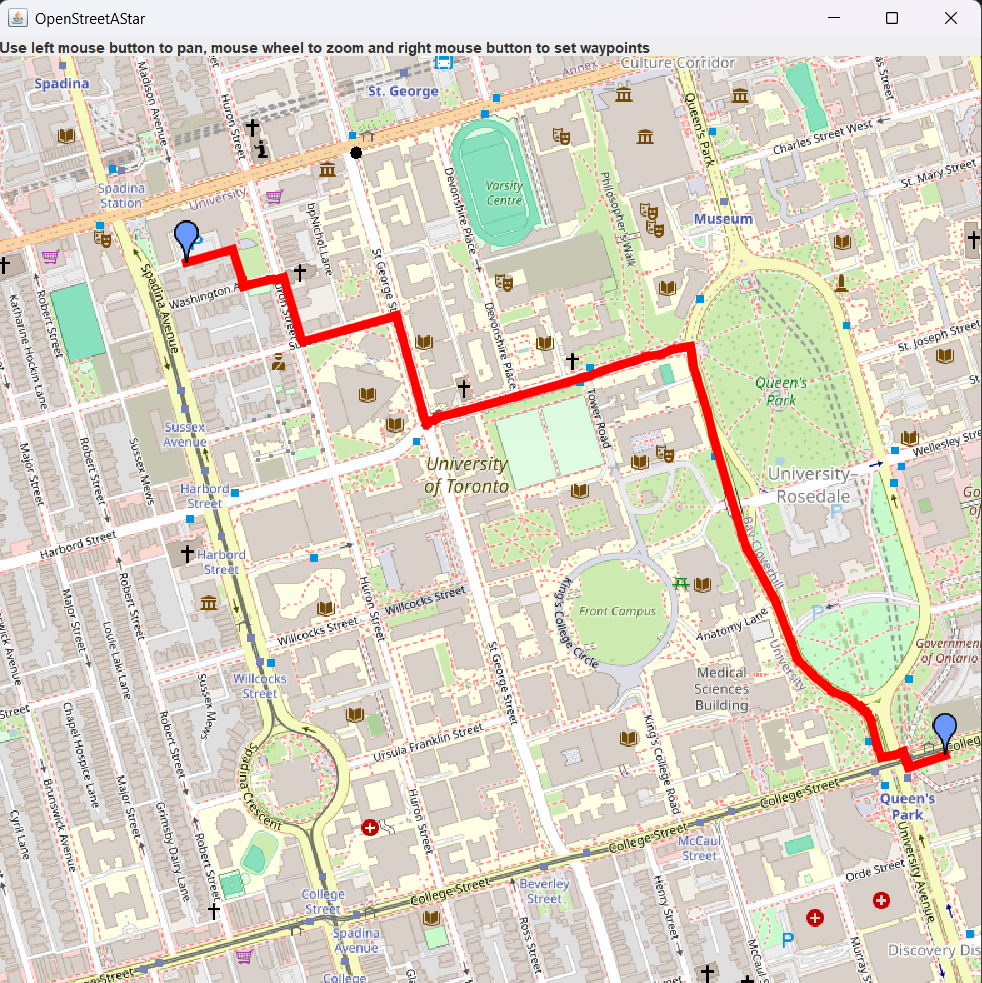 OpenStreetAStar
Use left mouse button to pan, mouse wheel to zoom and right mouse button to set waypoints
Culture Corridor
Annex
Spadina
Madison Avenue
Huron Street
St. George
Queen's Park
Charles Street West
St. Mary Street
Spadina
Station
University
bpNichol Lane
Devonshire Place
Varsity
Centre
Philosopher's Walk
Museum
Spadina Avenue
Washington A
St. George St
Robert Street
Katharine Hockin Lane
Devonshire Place
St. Joseph Street
Queen's
Park
Tower Road
Sussex
Avenue
Sussex Mews
Robert Street
Major Street
University
of Toronto
Wellesley Stre
University-
Rosedale
Harbord
Street
Harbord Street
Harbord
Street
Bay-Cloverhill
Robert Street
Major Street
Louie Laki Lane
Huron Street
Willcocks Street
Willcocks Street
King's College Circle
Front Campus
Anatomy Lane
University
Government
of Ontario
Medical
Sciences
Building
St George Street
Willcocks
Street
Sussex Mews
Robert Street
Chapel Hospice Lane
Brunswick Avenue
Major Street
Grimsby Dairy Lane
Cyril Lane
Spadina Crescent
Ursula Franklin Street
King's College Road
Huron Street
College Street
Queen's
Park
College Street
McCaul
Street
Orde Street
University Avenue
Robert Street
College
Street
College Street
Beverley
Street
Henry Street
Ross Street
Spadina
Avenue
College
McCaul S
Murray S
P
Discovery Dis